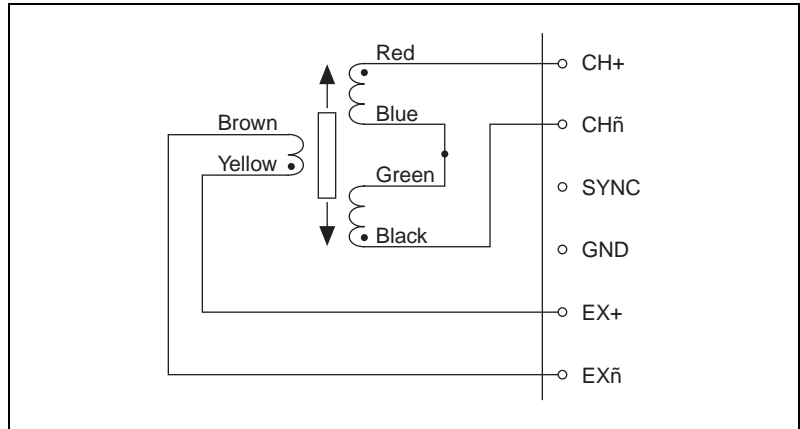 Red
CH+
Blue
CHñ
Brown
Yellow
Green
SYNC
Black
GND
EX+
EXñ